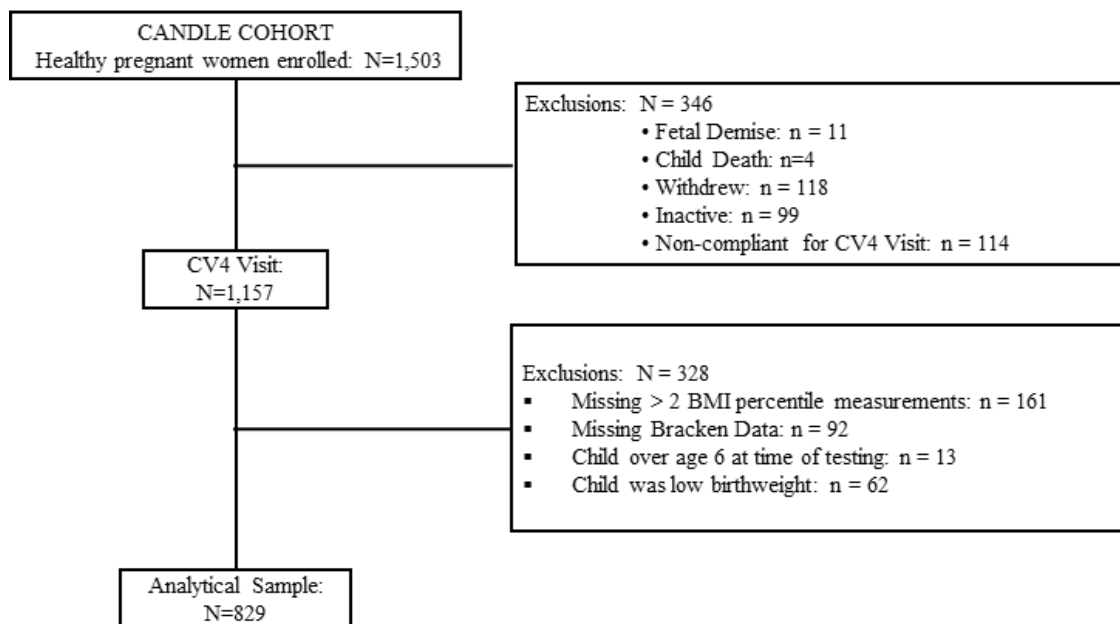 CANDLE COHORT
Healthy pregnant women enrolled: N=1,503
Exclusions: N = 346
• Fetal Demise: n = 11
• Child Death: n=4
• Withdrew: n = 118
• Inactive: n = 99
• Non-compliant for CV4 Visit: n = 114
CV4 Visit:
N=1,157
Exclusions: N = 328
▪ Missing > 2 BMI percentile measurements: n = 161
▪ Missing Bracken Data: n = 92
▪ Child over age 6 at time of testing: n = 13
▪ Child was low birthweight: n = 62
Analytical Sample:
N=829